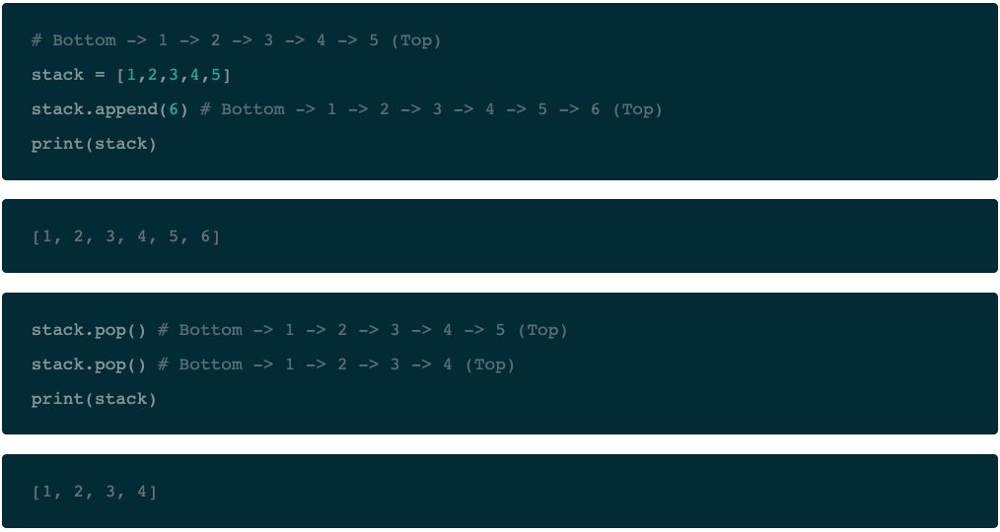 # Bottom -> 1 -> 2 -> 3 -> 4 -> 5 (Top)
stack = [1,2,3,4,5]
stack.append(6) # Bottom -> 1 -> 2 -> 3 -> 4 -> 5 -> 6 (Top)
print(stack)
[1, 2, 3, 4, 5, 6]
stack.pop() # Bottom -> 1 -> 2 -> 3 -> 4 -> 5 (Top)
stack.pop() # Bottom -> 1 -> 2 -> 3 -> 4 (Top)
print(stack)
[1, 2, 3, 4]